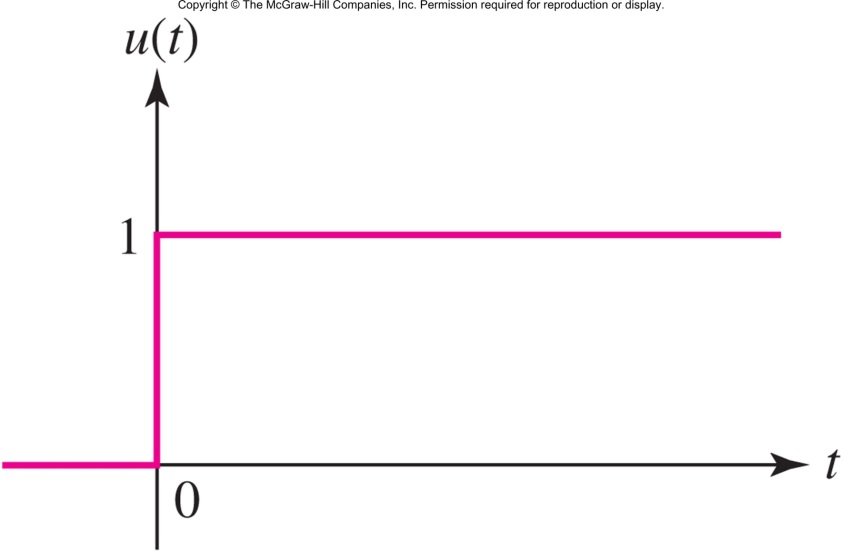 Copyright © The McGraw-Hill Companies, Inc. Permission required for reproduction or display.
u(t)
1
0
t